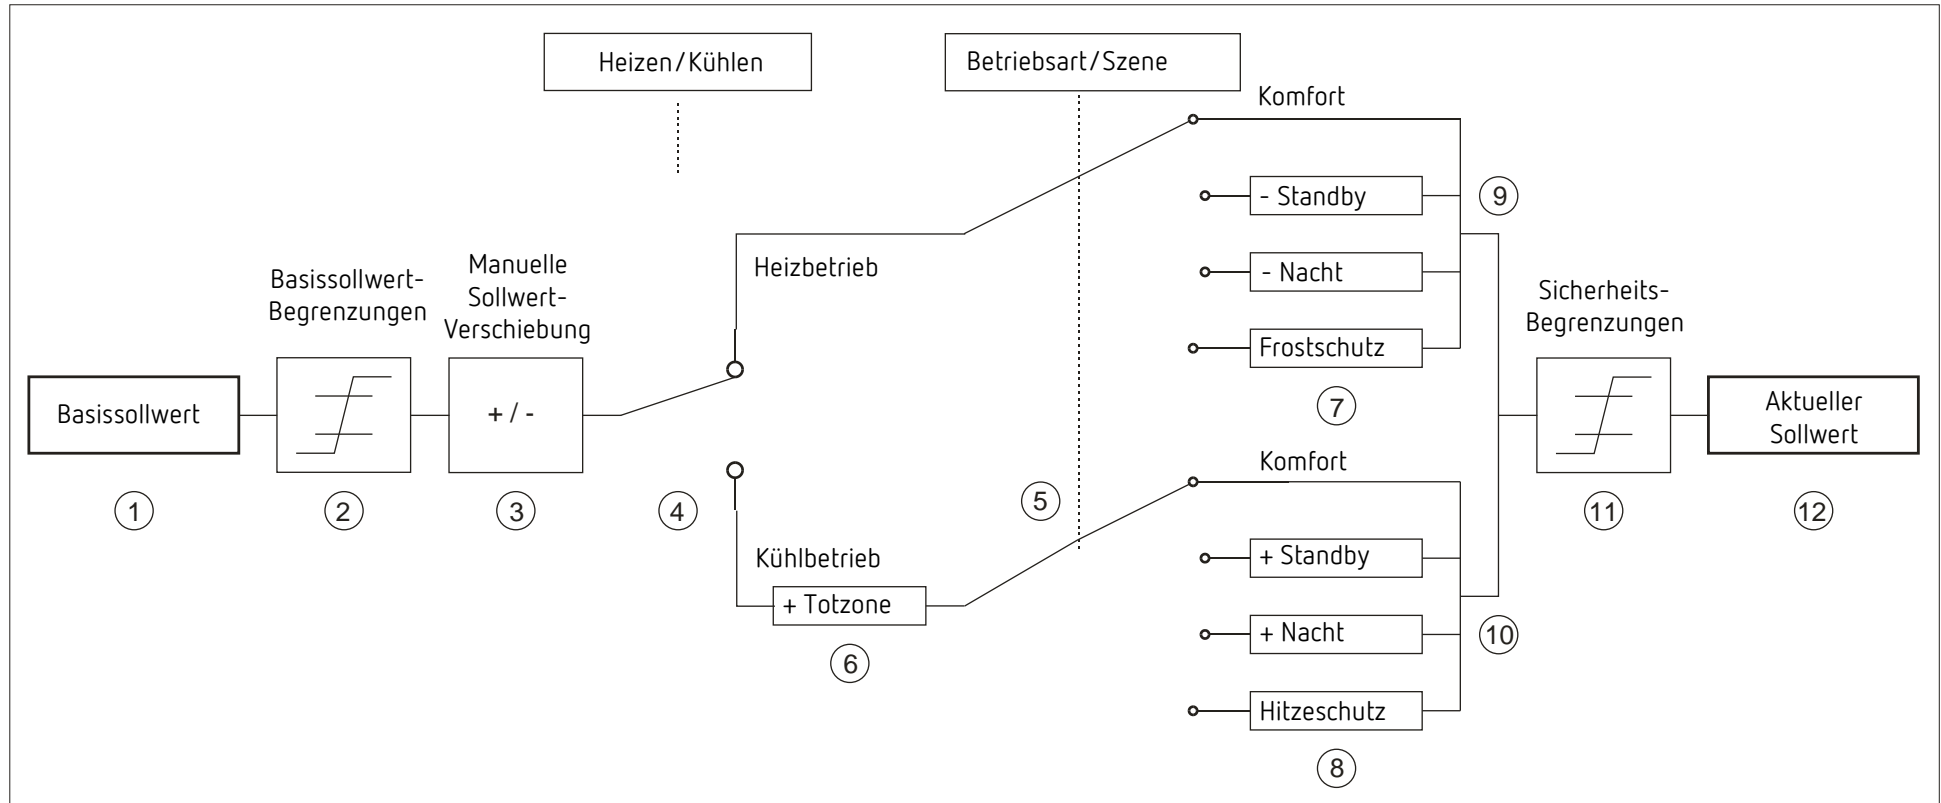 Heizen/Kühlen
Betriebsart/Szene
Komfort
- Standby
9
- Nacht
Heizbetrieb
Frostschutz
7
Basissollwert-
Begrenzungen
Manuelle
Sollwert-
Verschiebung
Sicherheits-
Begrenzungen
Basissollwert
+ / -
Aktueller
Sollwert
1
2
3
4
5
11
12
Komfort
Kühlbetrieb
+ Totzone
6
+ Standby
+ Nacht
10
Hitzeschutz
8